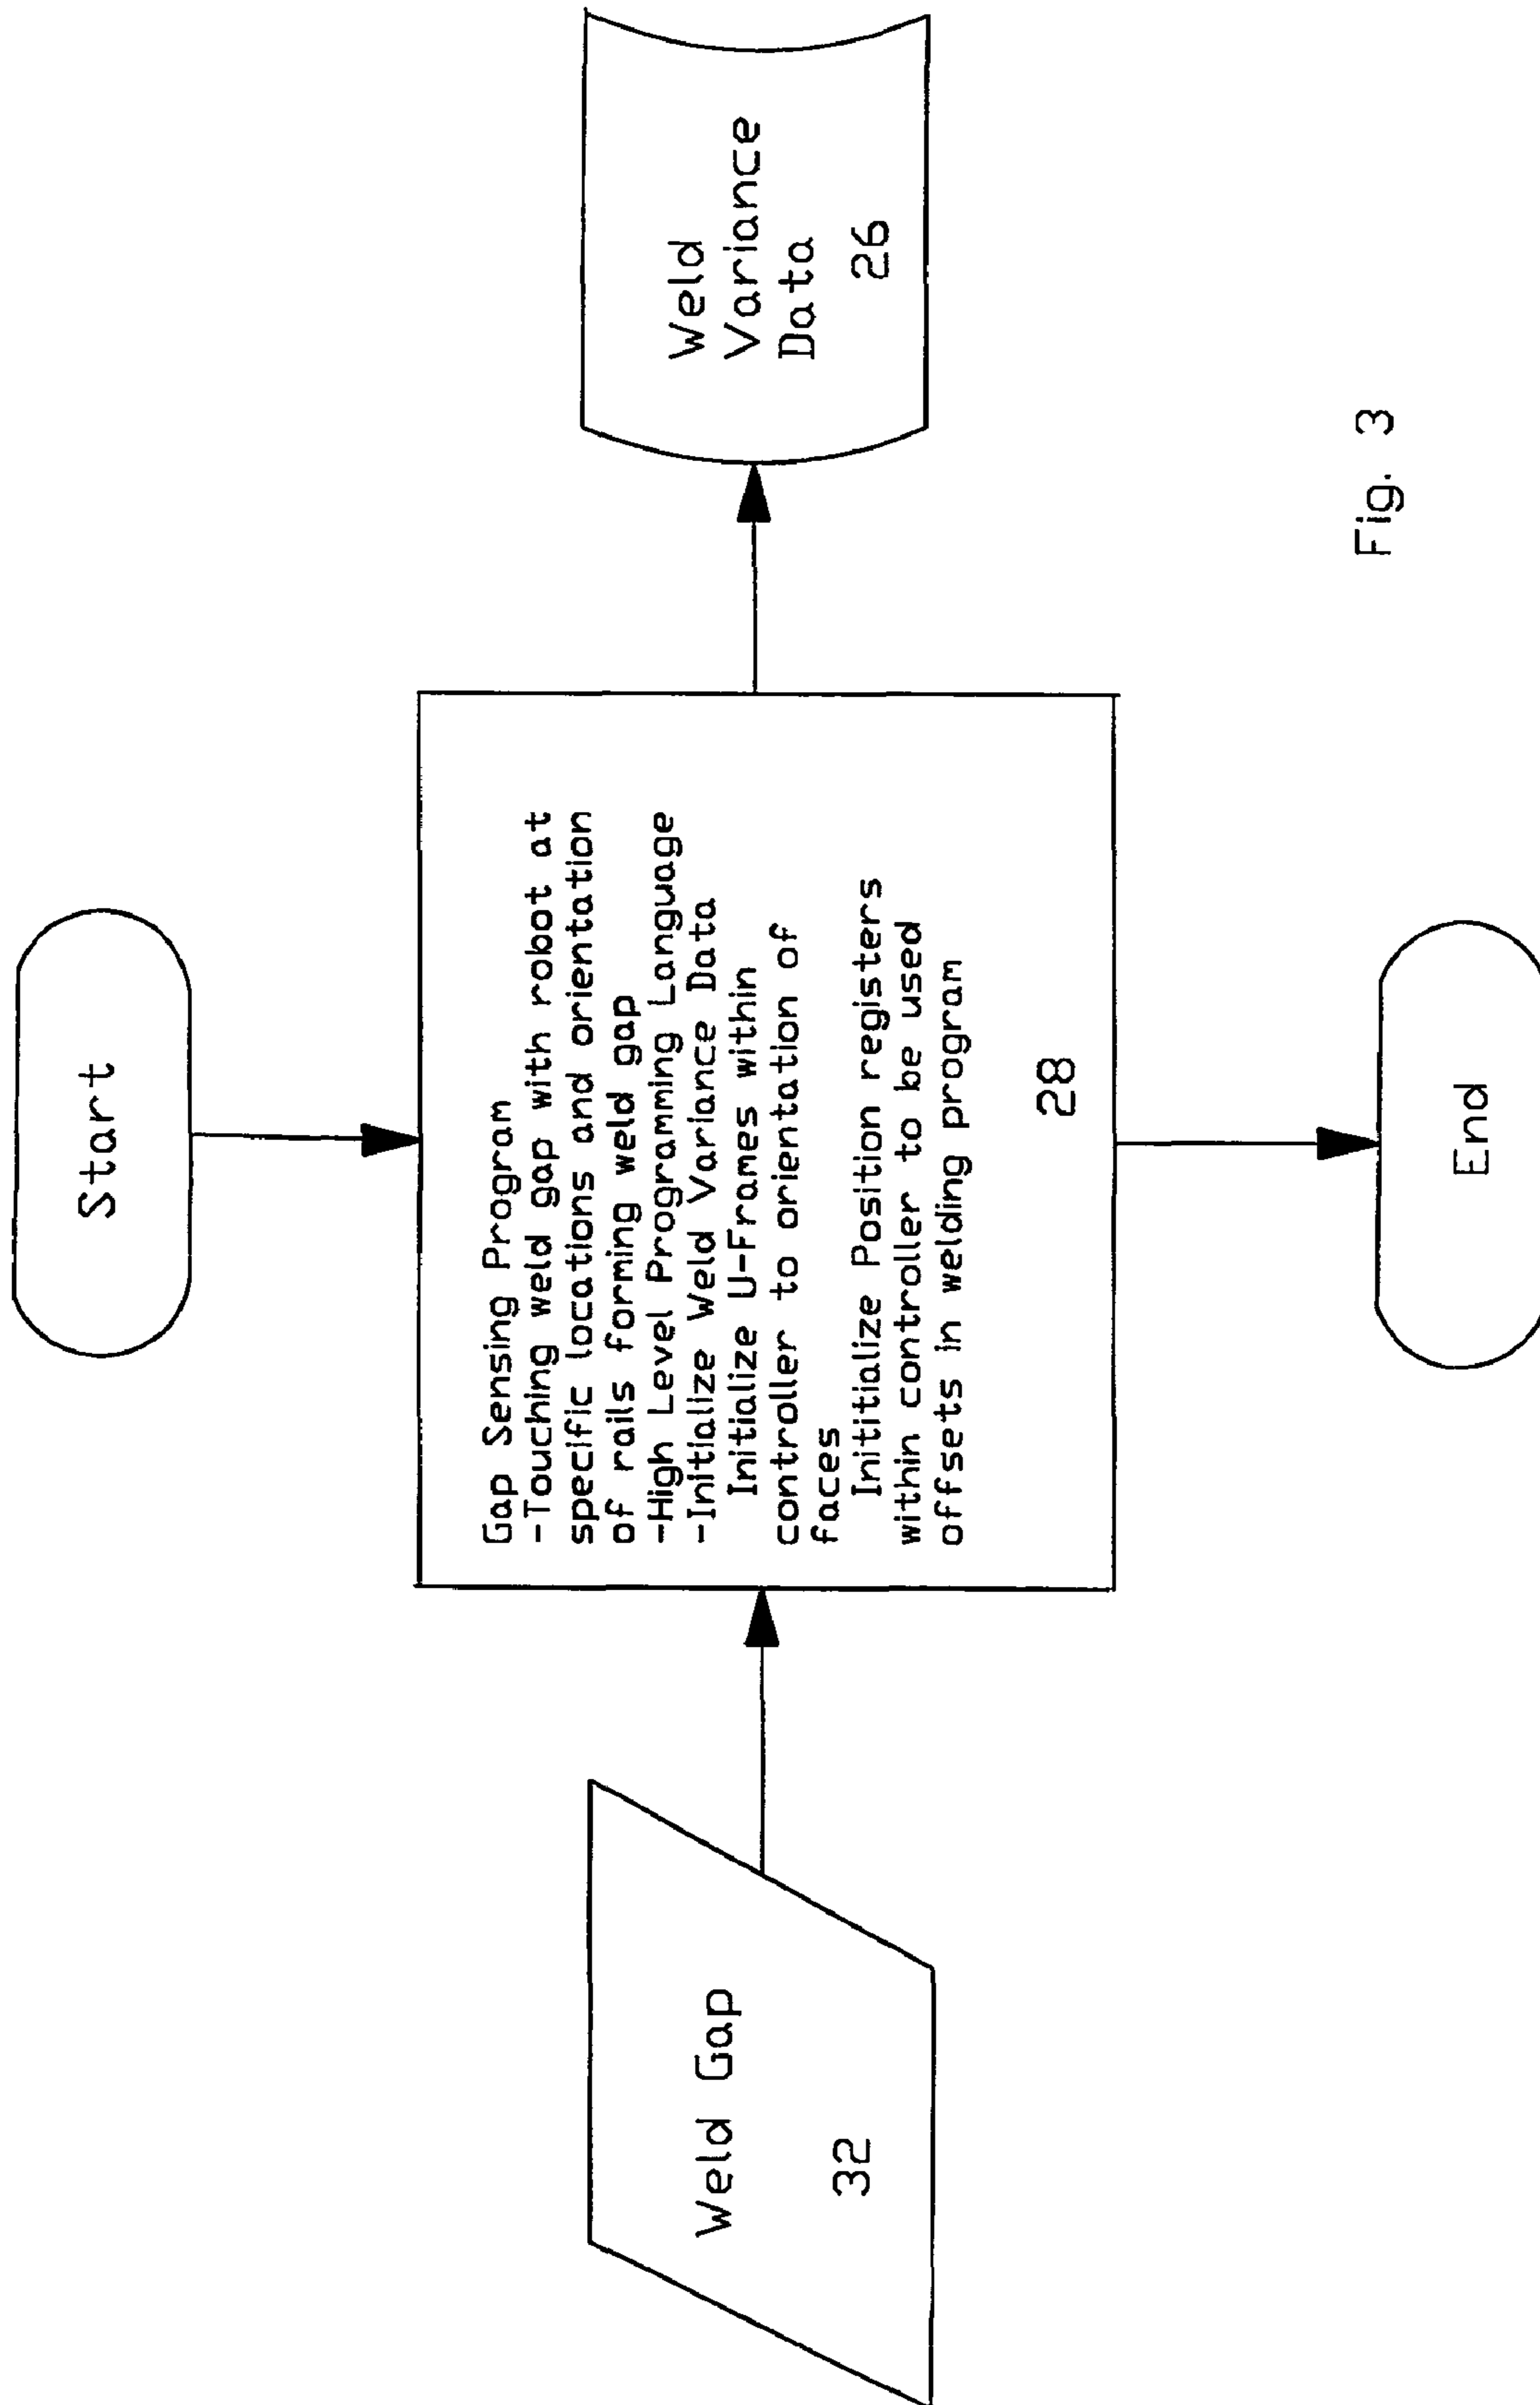 Start
Weld Gap
32
Gap Sensing Program
-Touching weld gap with robot at
specific locations and orientation
of rails forming weld gap
-High Level Programming Language
-Initialize Weld Variance Data
Initialize U-Frames within
controller to orientation of
faces
Inititialize Position registers
within controller to be used
offsets in welding program
28
Weld
Variance
Data
26
End
Fig. 3